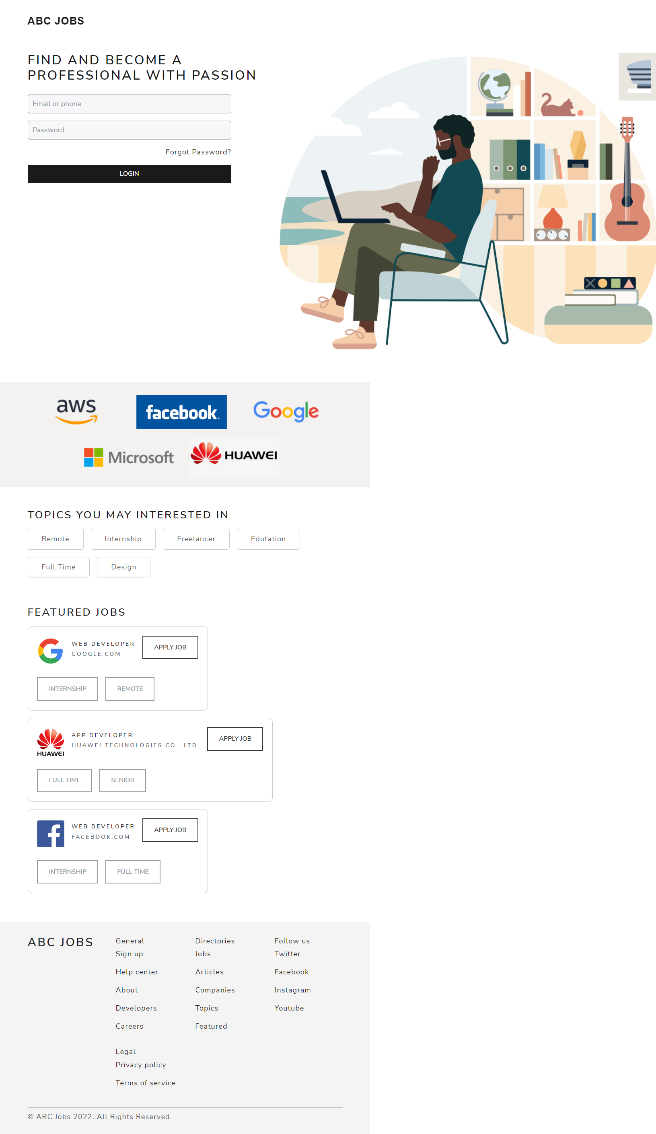 ABC JOBS
FIND AND BECOME A
PROFESSIONAL WITH PASSION
Email or phone
Password
Forgot Password?
LOGIN
aws
facebook.
Google
Microsoft
HUAWEI
TOPICS YOU MAY INTERESTED IN
Remote
Internship
Freelancer
Edutation
Full Time
Design
FEATURED JOBS
WEB DEVELOPER
GOOGLE.COM
APPLY JOB
INTERNSHIP
REMOTE
HUAWEI
APP DEVELOPER
HUAWEI TECHNOLOGIES CO., LTD.
APPLY JOB
FULL TIME
SENIOR
WEB DEVELOPER
FACEBOOK.COM
APPLY JOB
INTERNSHIP
FULL TIME
ABC JOBS
General
Sign up
Help center
About
Developers
Careers
Directories
Jobs
Articles
Companies
Topics
Featured
Follow us
Twitter
Facebook
Instagram
Youtube
Legal
Privacy policy
Terms of service
© ABC Jobs 2022. All Rights Reserved